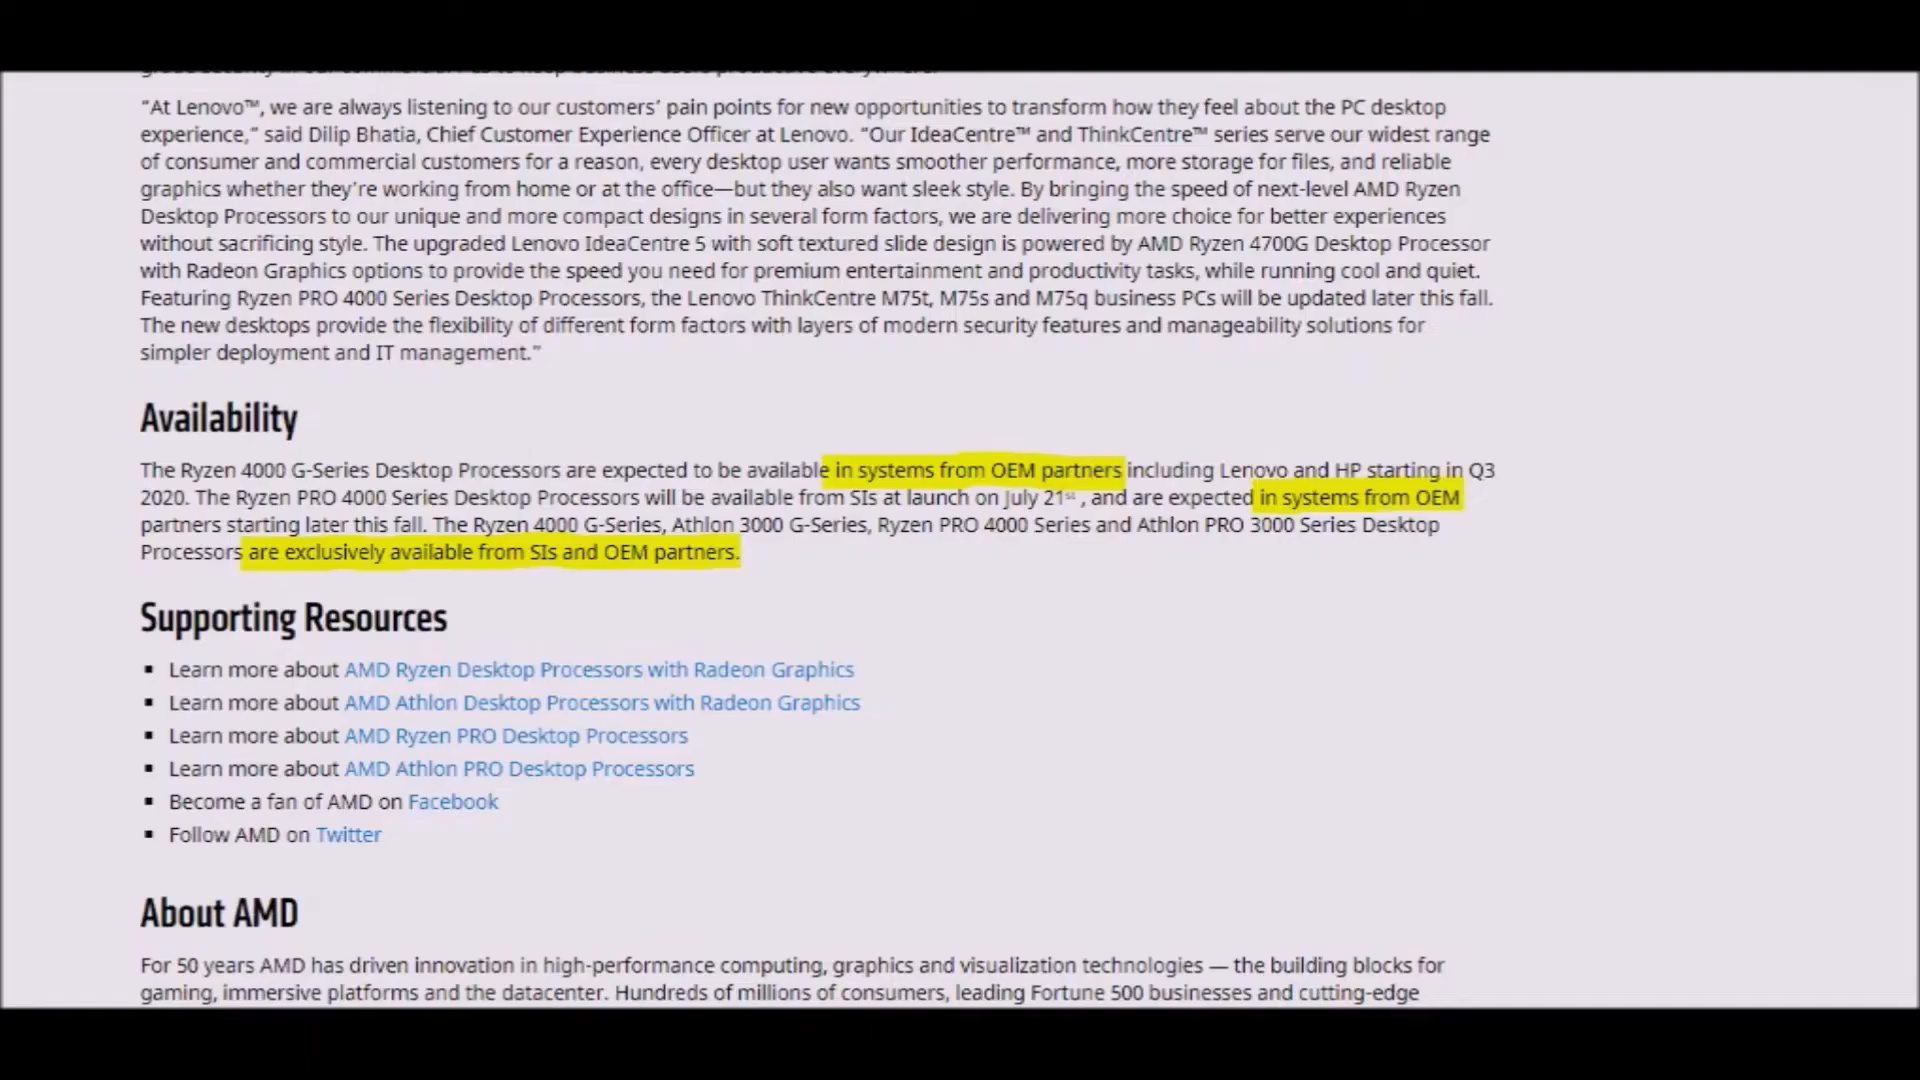 “At Lenovo™, we are always listening to our customers’ pain points for new opportunities to transform how they feel about the PC desktop
experience,” said Dilip Bhatia, Chief Customer Experience Officer at Lenovo. “Our IdeaCentre™ and ThinkCentre™ series serve our widest range
of consumer and commercial customers for a reason, every desktop user wants smoother performance, more storage for files, and reliable
graphics whether they’re working from home or at the office—but they also want sleek style. By bringing the speed of next-level AMD Ryzen
Desktop Processors to our unique and more compact designs in several form factors, we are delivering more choice for better experiences
without sacrificing style. The upgraded Lenovo IdeaCentre 5 with soft textured slide design is powered by AMD Ryzen 4700G Desktop Processor
with Radeon Graphics options to provide the speed you need for premium entertainment and productivity tasks, while running cool and quiet.
Featuring Ryzen PRO 4000 Series Desktop Processors, the Lenovo ThinkCentre M75t, M75s and M75q business PCs will be updated later this fall.
The new desktops provide the flexibility of different form factors with layers of modern security features and manageability solutions for
simpler deployment and IT management.”
Availability
The Ryzen 4000 G-Series Desktop Processors are expected to be available in systems from OEM partners including Lenovo and HP starting in Q3
2020. The Ryzen PRO 4000 Series Desktop Processors will be available from SIs at launch on July 21st , and are expected in systems from OEM
partners starting later this fall. The Ryzen 4000 G-Series, Athlon 3000 G-Series, Ryzen PRO 4000 Series and Athlon PRO 3000 Series Desktop
Processors are exclusively available from SIs and OEM partners.
Supporting Resources
▪ Learn more about AMD Ryzen Desktop Processors with Radeon Graphics
▪ Learn more about AMD Athlon Desktop Processors with Radeon Graphics
▪ Learn more about AMD Ryzen PRO Desktop Processors
▪ Learn more about AMD Athlon PRO Desktop Processors
▪ Become a fan of AMD on Facebook
▪ Follow AMD on Twitter
About AMD
For 50 years AMD has driven innovation in high-performance computing, graphics and visualization technologies — the building blocks for
gaming, immersive platforms and the datacenter. Hundreds of millions of consumers, leading Fortune 500 businesses and cutting-edge